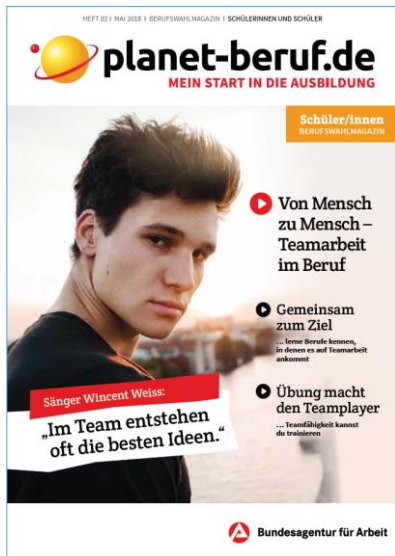 HEFT 02 | MAI 2018 | BERUFSWAHLMAGAZIN | SCHÜLERINNEN UND SCHÜLER
planet-beruf.de
MEIN START IN DIE AUSBILDUNG
Schüler/innen
BERUFSWAHLMAGAZIN
Von Mensch
zu Mensch –
Teamarbeit
im Beruf
Gemeinsam
zum Ziel
... lerne Berufe kennen,
in denen es auf Teamarbeit
ankommt
Übung macht
den Teamplayer
... Teamfähigkeit kannst
du trainieren
Sänger Wincent Weiss:
„Im Team entstehen
oft die besten Ideen.“
Bundesagentur für Arbeit